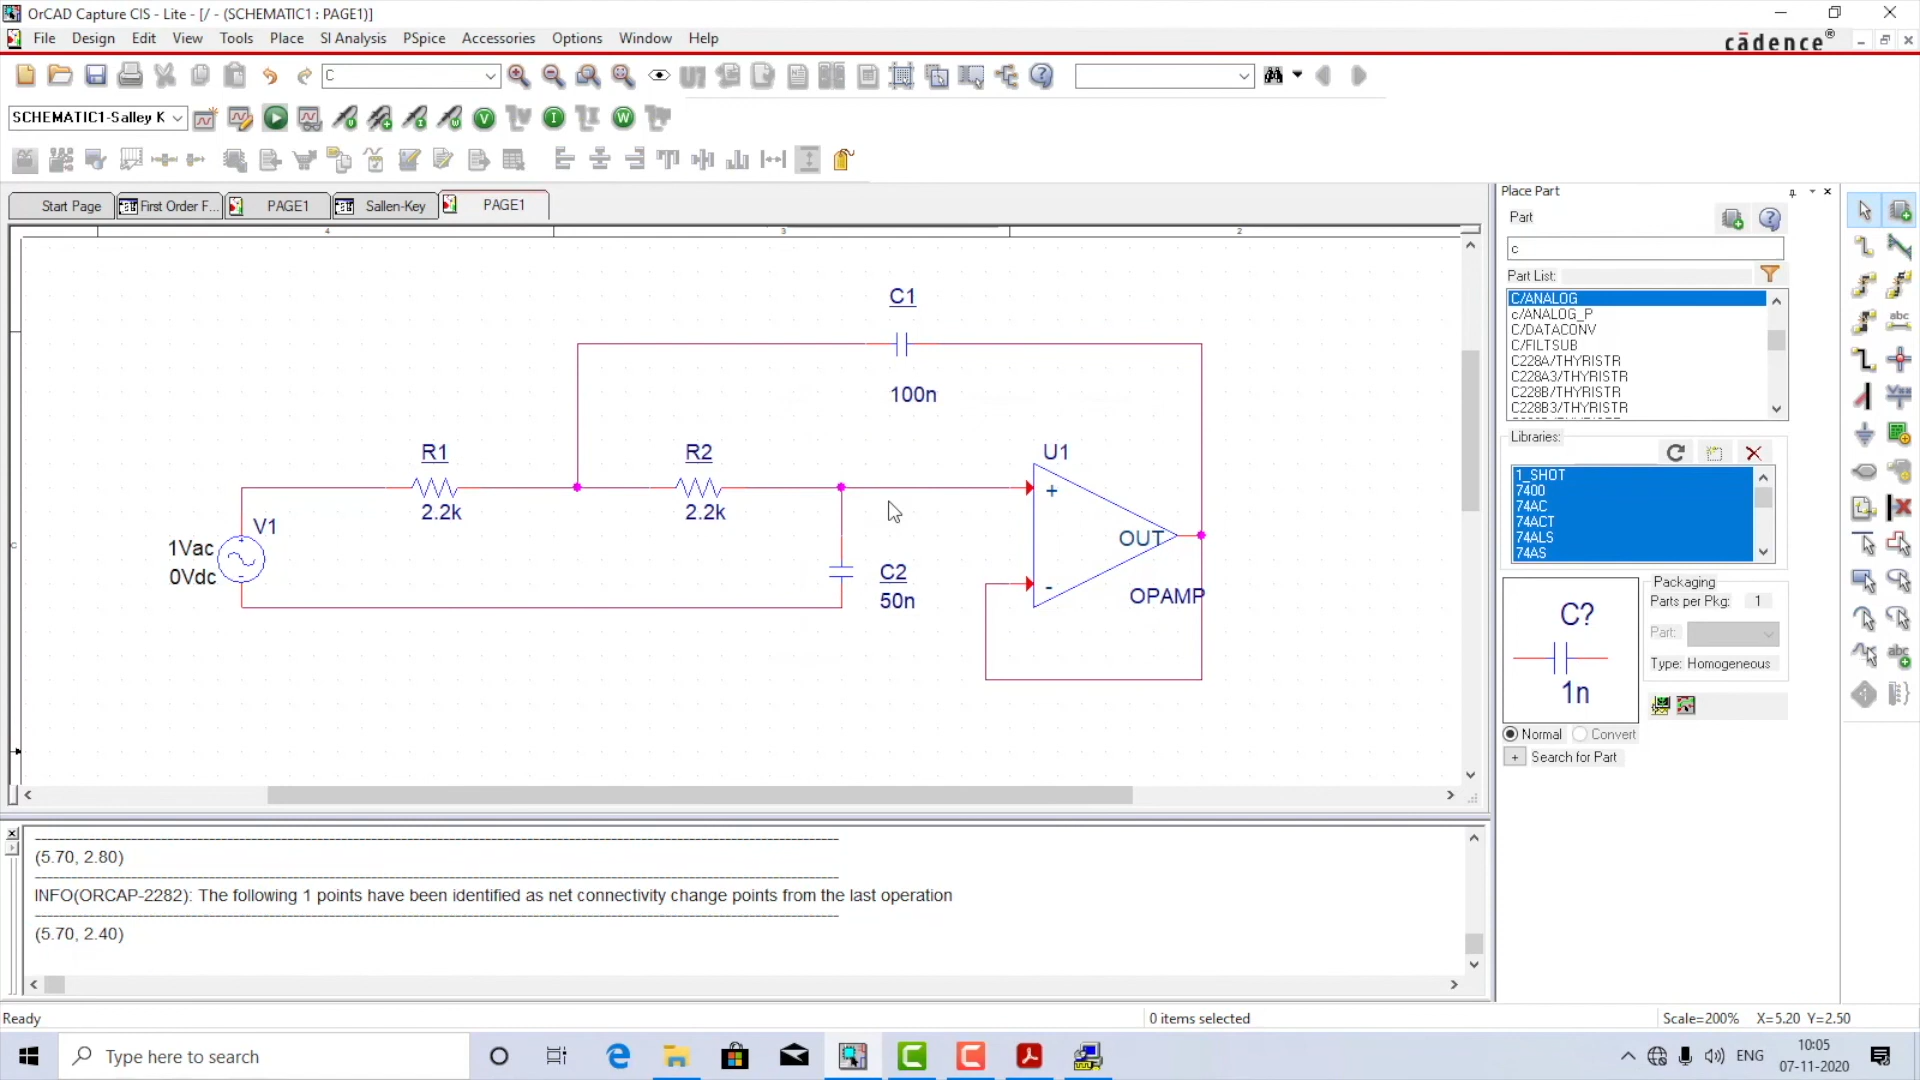 OrCAD Capture CIS - Lite - [/ - (SCHEMATIC1 : PAGE1)]
File Design Edit View Tools Place SI Analysis PSpice Accessories Options Window Help
cādence®
C
SCHEMATIC1-Salley K
Start Page
First Order F...
PAGE1
Sallen-Key
PAGE1
4 3 2
C1
100n
R1
2.2k
R2
2.2k
U1
+
OUT
-
OPAMP
V1
1Vac
0Vdc
C2
50n
C
Place Part
Part
c
Part List:
C/ANALOG
c/ANALOG_P
C/DATACONV
C/FILTSUB
C228A/THYRISTR
C228A3/THYRISTR
C228B/THYRISTR
C228B3/THYRISTR
Libraries:
1_SHOT
7400
74AC
74ACT
74ALS
74AS
C?
1n
Packaging
Parts per Pkg: 1
Part:
Type: Homogeneous
Normal Convert
+ Search for Part
(5.70, 2.80)
INFO(ORCAP-2282): The following 1 points have been identified as net connectivity change points from the last operation
(5.70, 2.40)
Ready
0 items selected
Scale=200% X=5.20 Y=2.50
Type here to search
ENG
10:05
07-11-2020